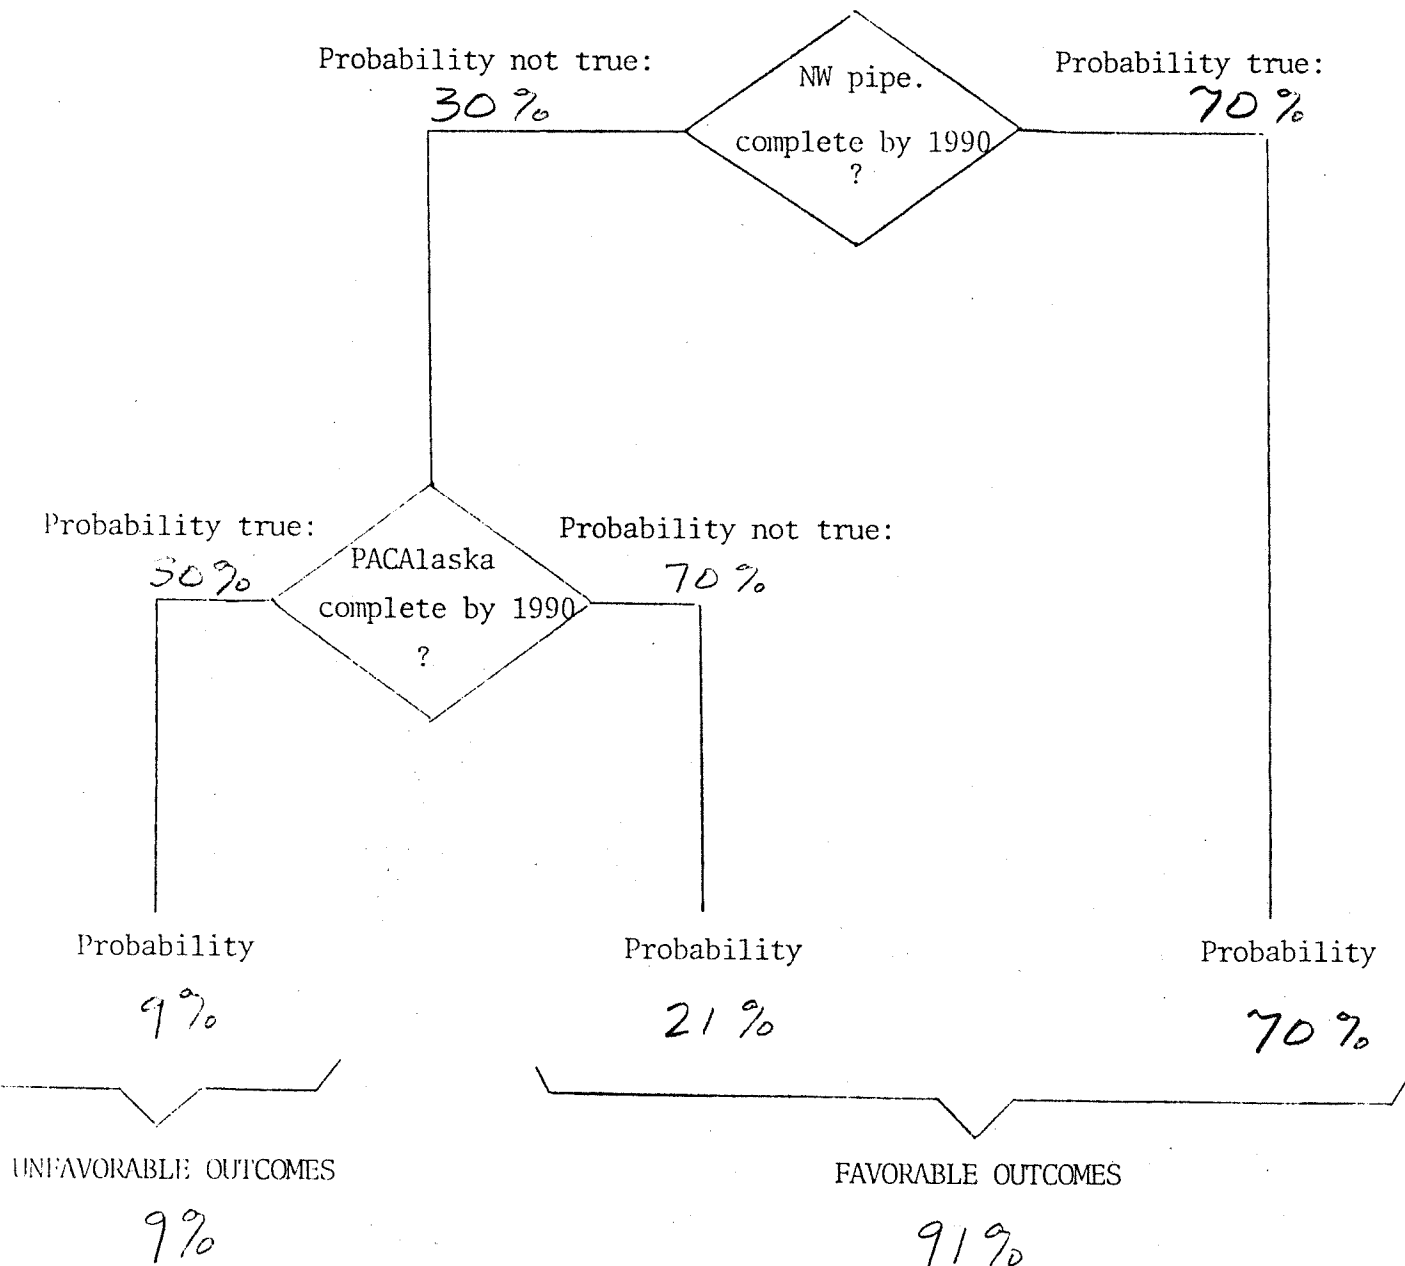 Probability not true:
30%
NW pipe.
complete by 1990
?
Probability true:
70%
Probability true:
30%
PACAlaska
complete by 1990
?
Probability not true:
70%
Probability
9%
Probability
21%
Probability
70%
UNFAVORABLE OUTCOMES
9%
FAVORABLE OUTCOMES
91%